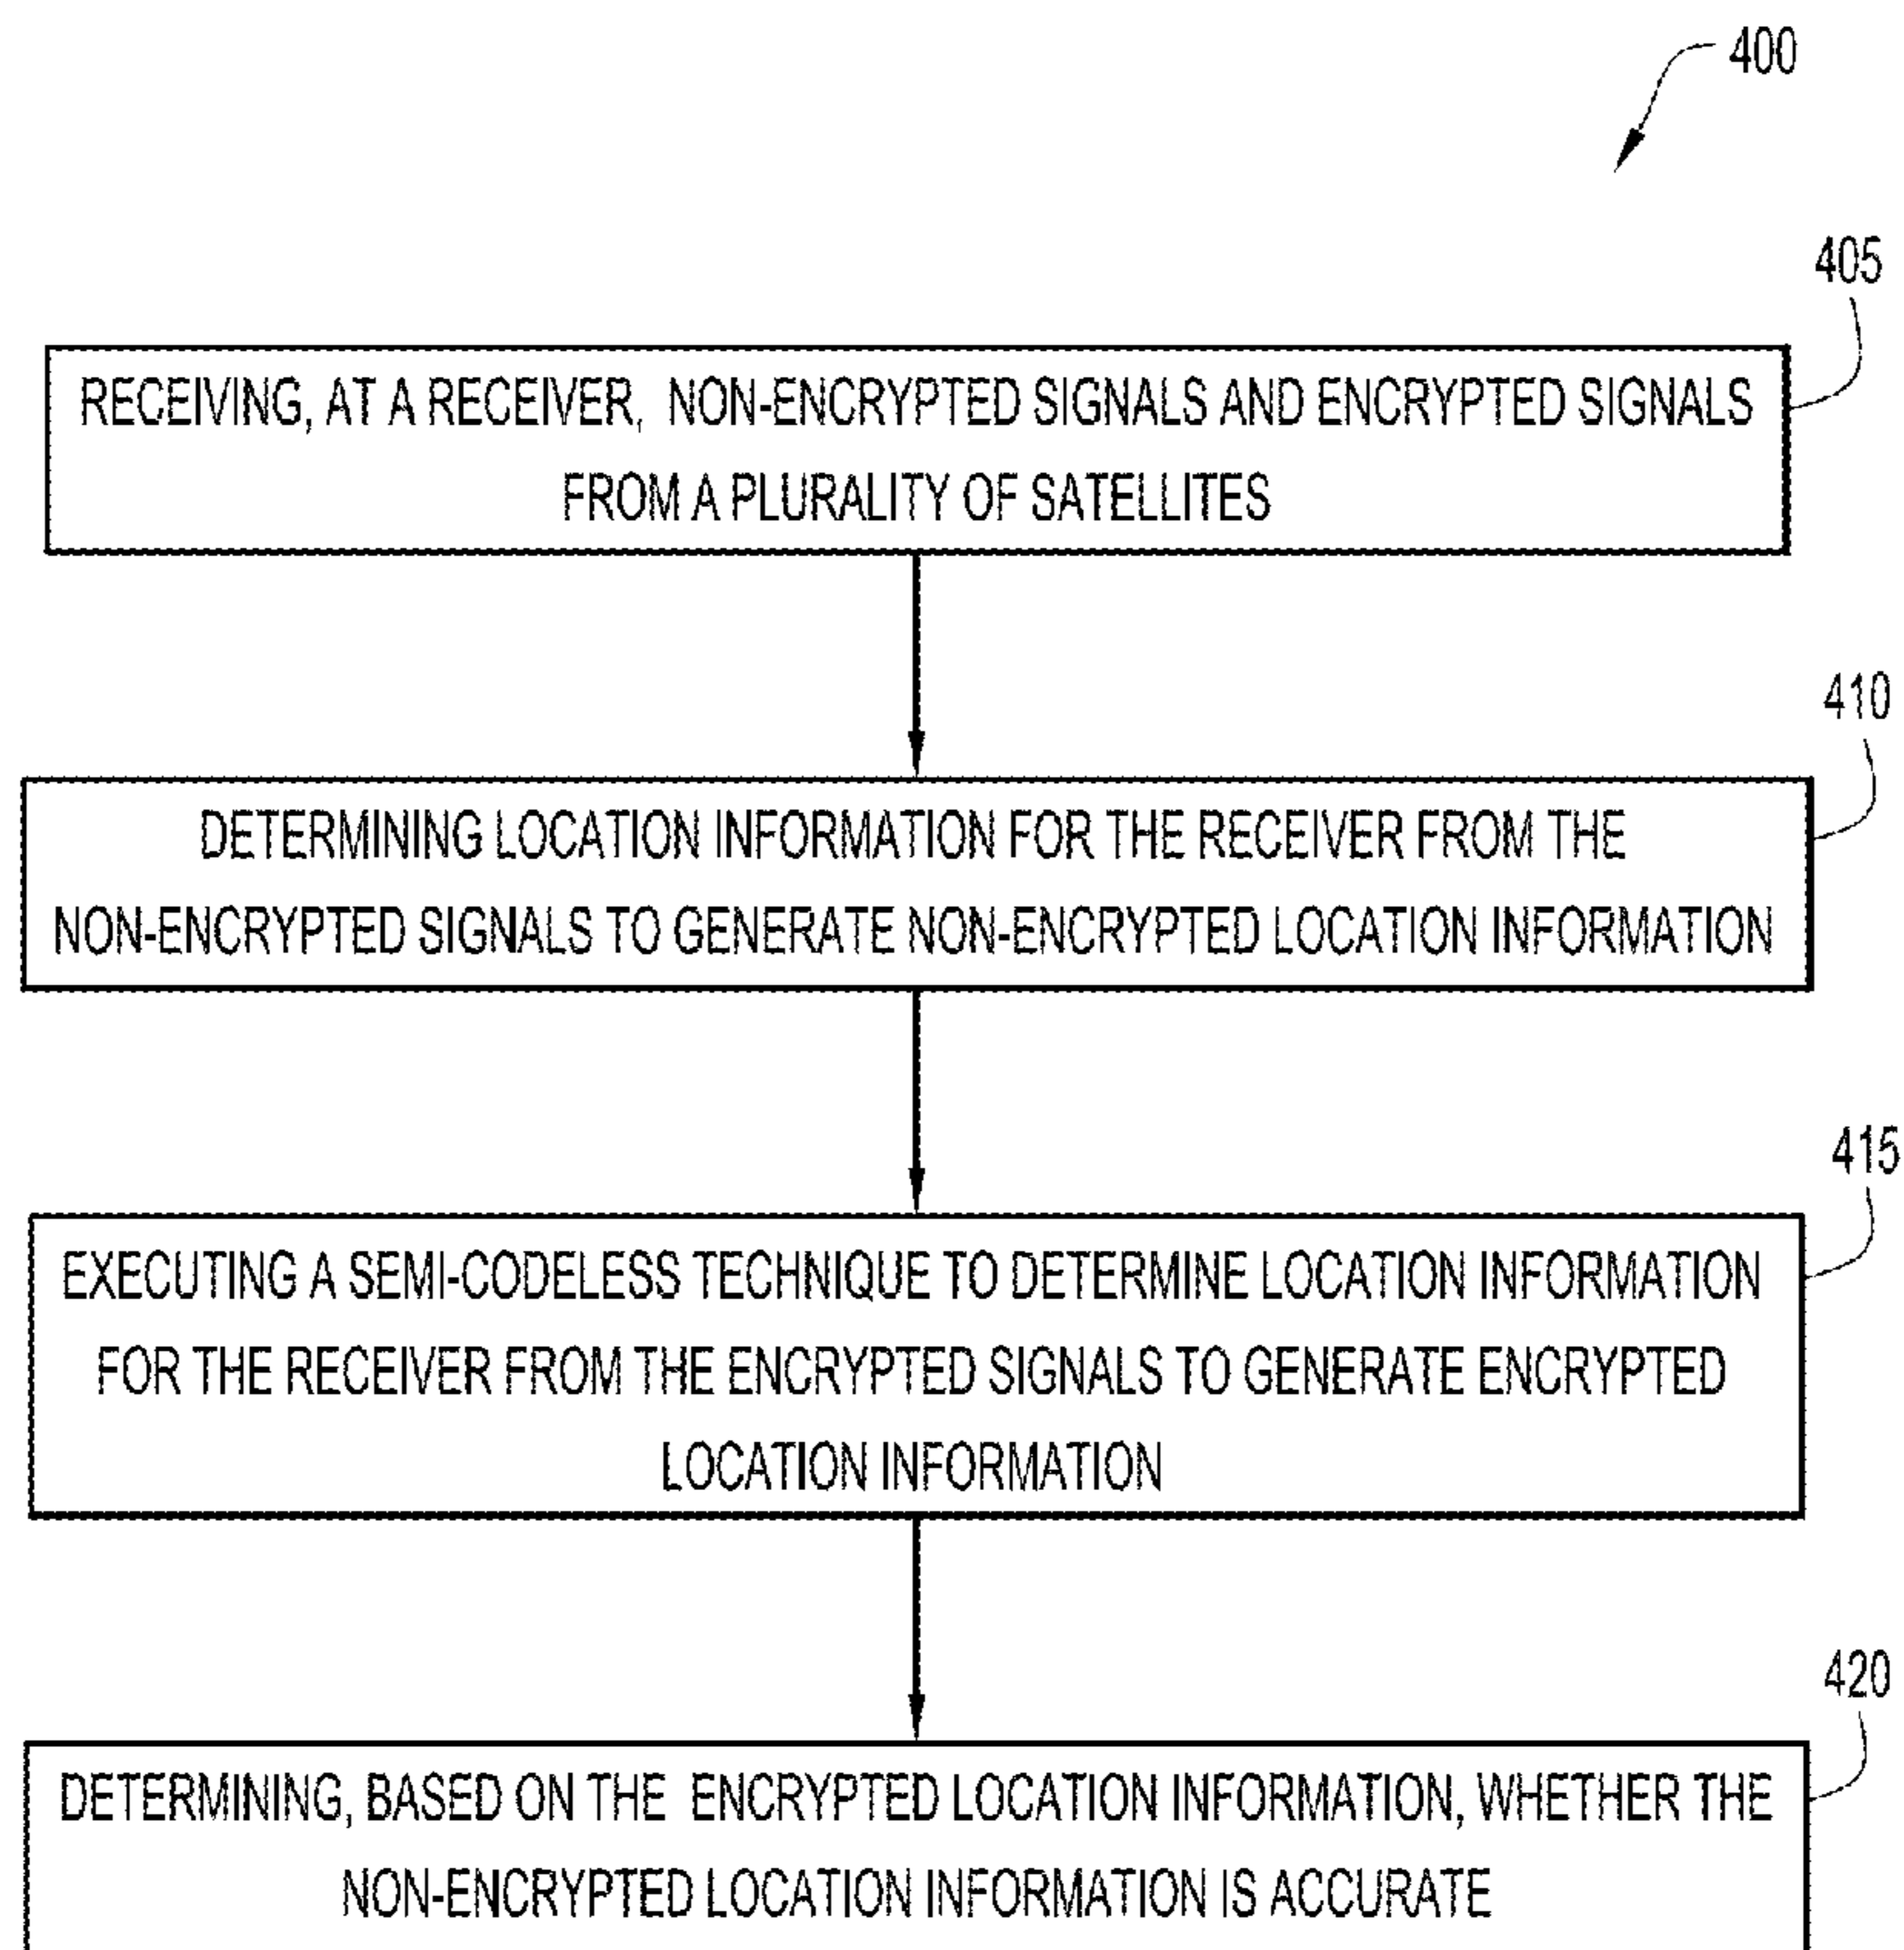 400
405
RECEIVING, AT A RECEIVER, NON-ENCRYPTED SIGNALS AND ENCRYPTED SIGNALS
FROM A PLURALITY OF SATELLITES
410
DETERMINING LOCATION INFORMATION FOR THE RECEIVER FROM THE
NON-ENCRYPTED SIGNALS TO GENERATE NON-ENCRYPTED LOCATION INFORMATION
415
EXECUTING A SEMI-CODELESS TECHNIQUE TO DETERMINE LOCATION INFORMATION
FOR THE RECEIVER FROM THE ENCRYPTED SIGNALS TO GENERATE ENCRYPTED
LOCATION INFORMATION
420
DETERMINING, BASED ON THE ENCRYPTED LOCATION INFORMATION, WHETHER THE
NON-ENCRYPTED LOCATION INFORMATION IS ACCURATE